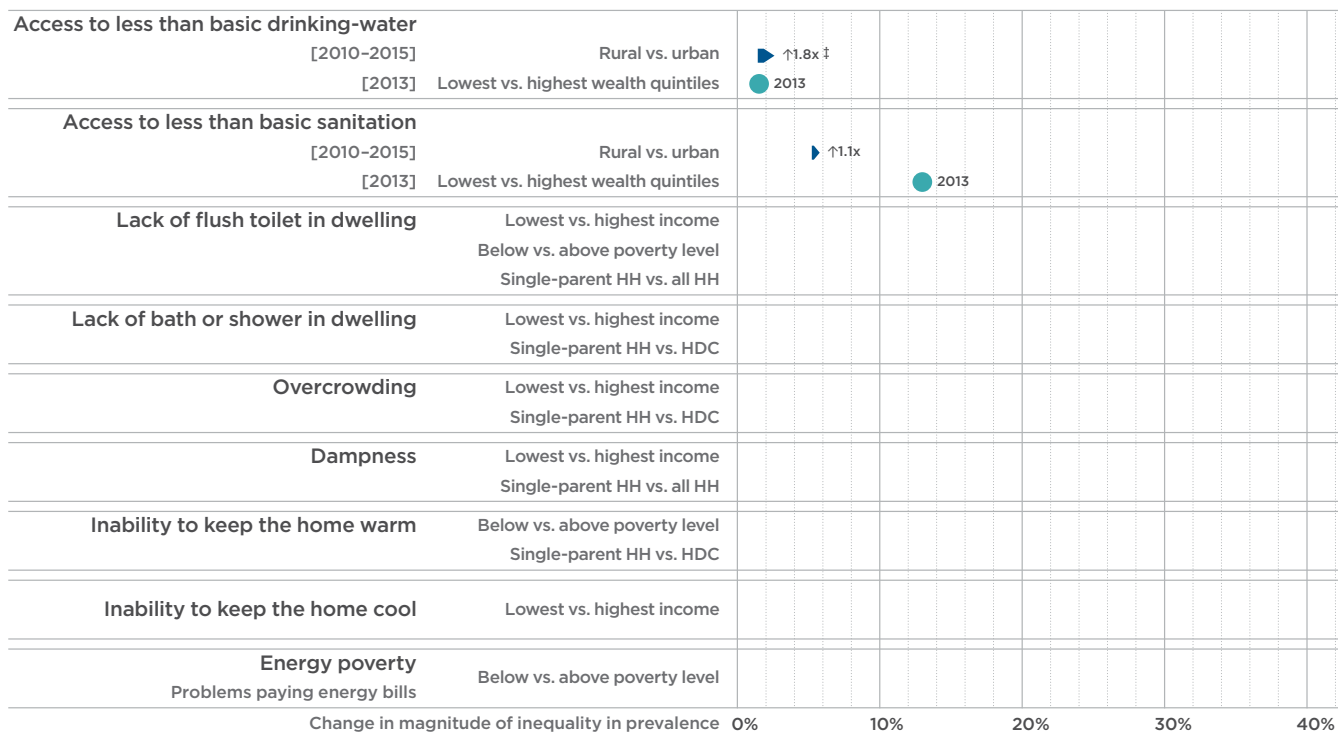 Access to less than basic drinking-water
[2010–2015] Rural vs. urban ↑1.8x ‡
[2013] Lowest vs. highest wealth quintiles 2013
Access to less than basic sanitation
[2010–2015] Rural vs. urban ↑1.1x
[2013] Lowest vs. highest wealth quintiles 2013
Lack of flush toilet in dwelling Lowest vs. highest income
Below vs. above poverty level
Single-parent HH vs. all HH
Lack of bath or shower in dwelling Lowest vs. highest income
Single-parent HH vs. HDC
Overcrowding Lowest vs. highest income
Single-parent HH vs. HDC
Dampness Lowest vs. highest income
Single-parent HH vs. all HH
Inability to keep the home warm Below vs. above poverty level
Single-parent HH vs. HDC
Inability to keep the home cool Lowest vs. highest income
Energy poverty
Below vs. above poverty level
Problems paying energy bills
Change in magnitude of inequality in prevalence 0% 10% 20% 30% 40%